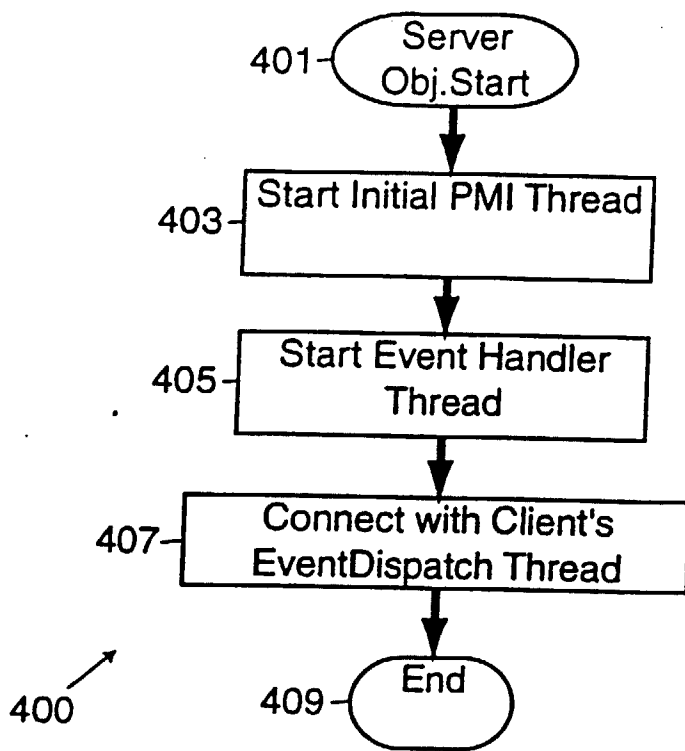 Server
401
Obj.Start
Start Initial PMI Thread
403
Start Event Handler
405
Thread
Connect with Client's
407
EventDispatch Thread
End
400
409